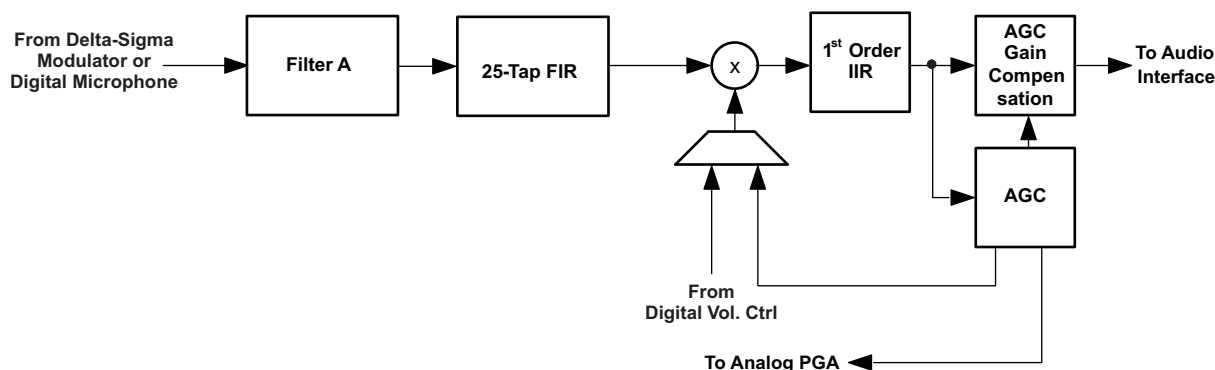 From Delta-Sigma
Modulator or
Digital Microphone
Filter A
25-Tap FIR
x
1st Order
IIR
AGC
Gain
Compen
sation
To Audio
Interface
AGC
From
Digital Vol. Ctrl
To Analog PGA